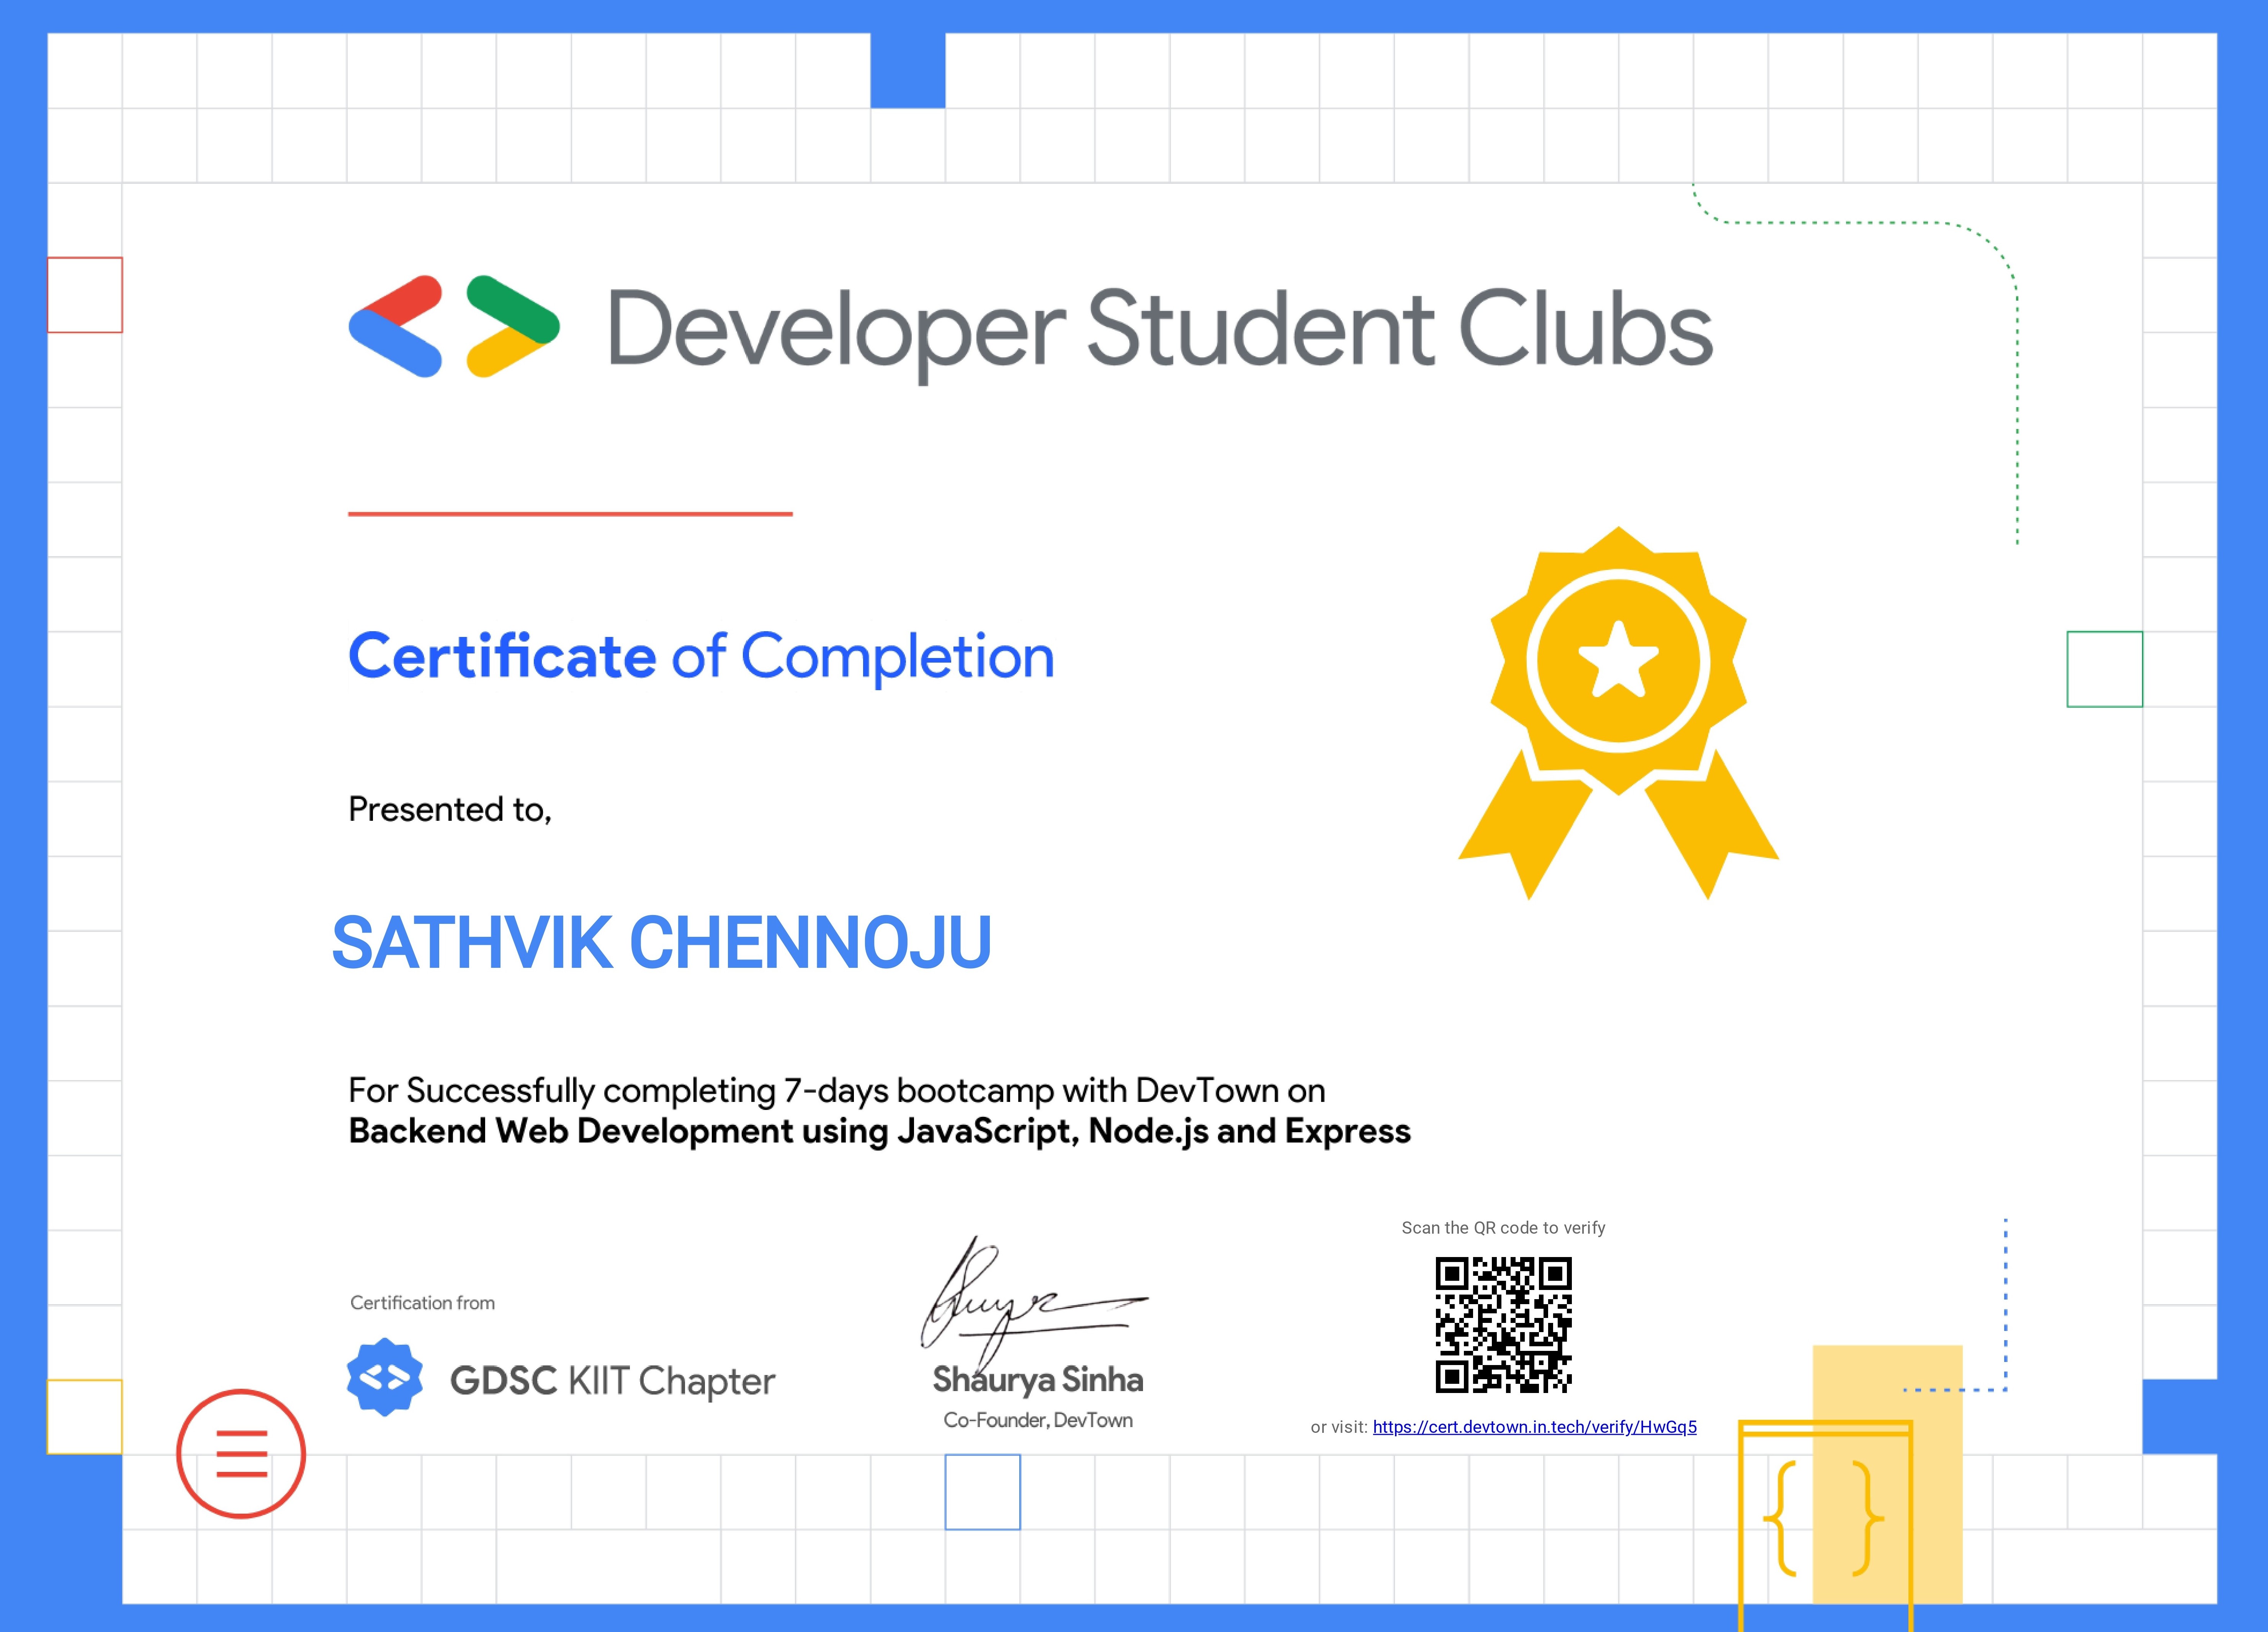 Developer Student Clubs
Certificate of Completion
Presented to,
SATHVIK CHENNOJU
For Successfully completing 7-days bootcamp with DevTown on
Backend Web Development using JavaScript, Node.js and Express
Scan the QR code to verify
Certification from
GDSC KIIT Chapter
Shaurya Sinha
Co-Founder, DevTown
or visit: https://cert.devtown.in.tech/verify/HwGq5
{ }